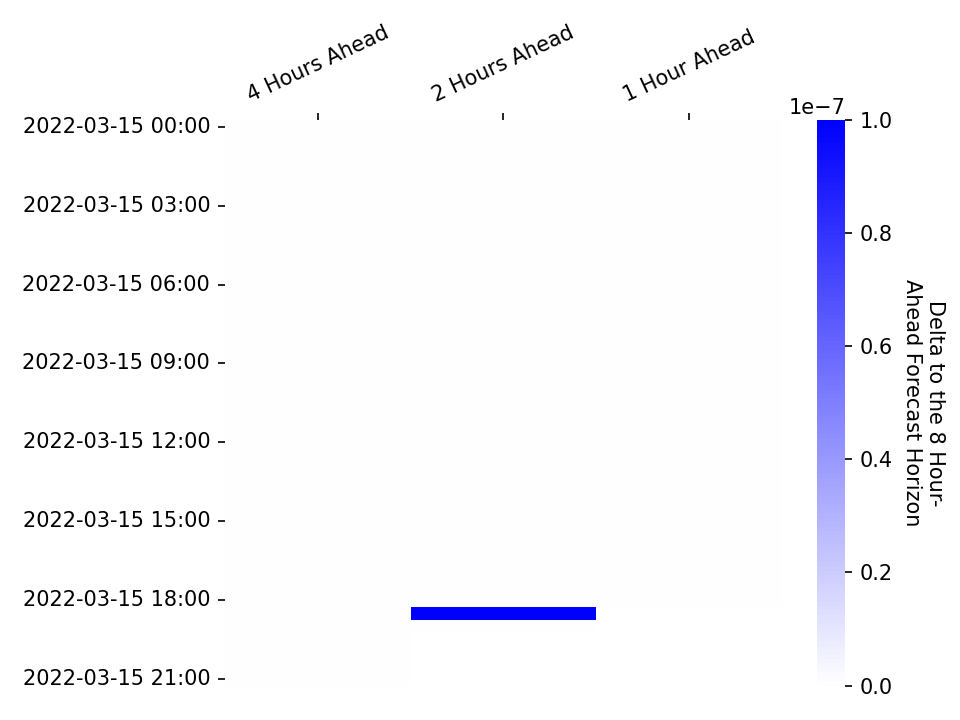 4 Hours Ahead
2 Hours Ahead
1 Hour Ahead
2022-03-15 00:00
2022-03-15 03:00
2022-03-15 06:00
2022-03-15 09:00
2022-03-15 12:00
2022-03-15 15:00
2022-03-15 18:00
2022-03-15 21:00
1e−7
1.0
0.8
0.6
0.4
0.2
0.0
Delta to the 8 Hour-
Ahead Forecast Horizon